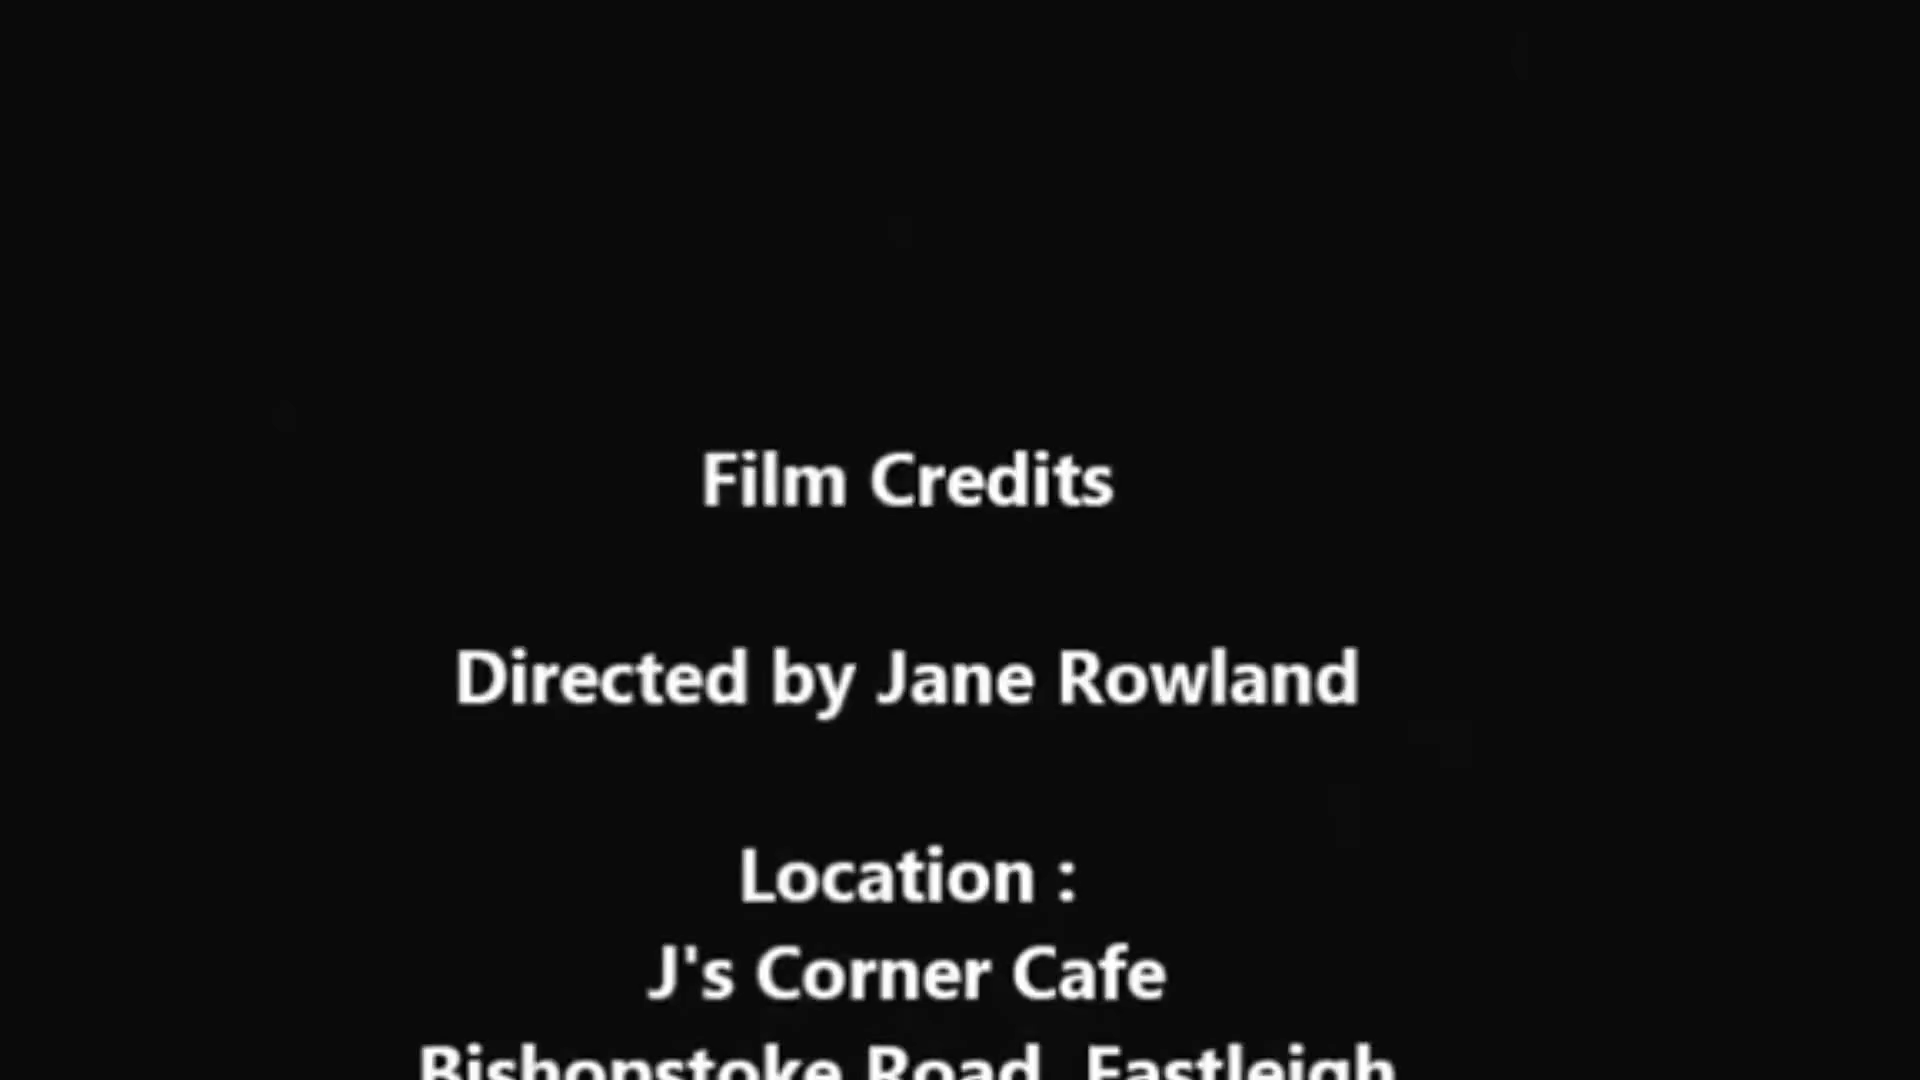 Film Credits
Directed by Jane Rowland
Location :
J's Corner Cafe
Bishopstoke Road, Eastleigh